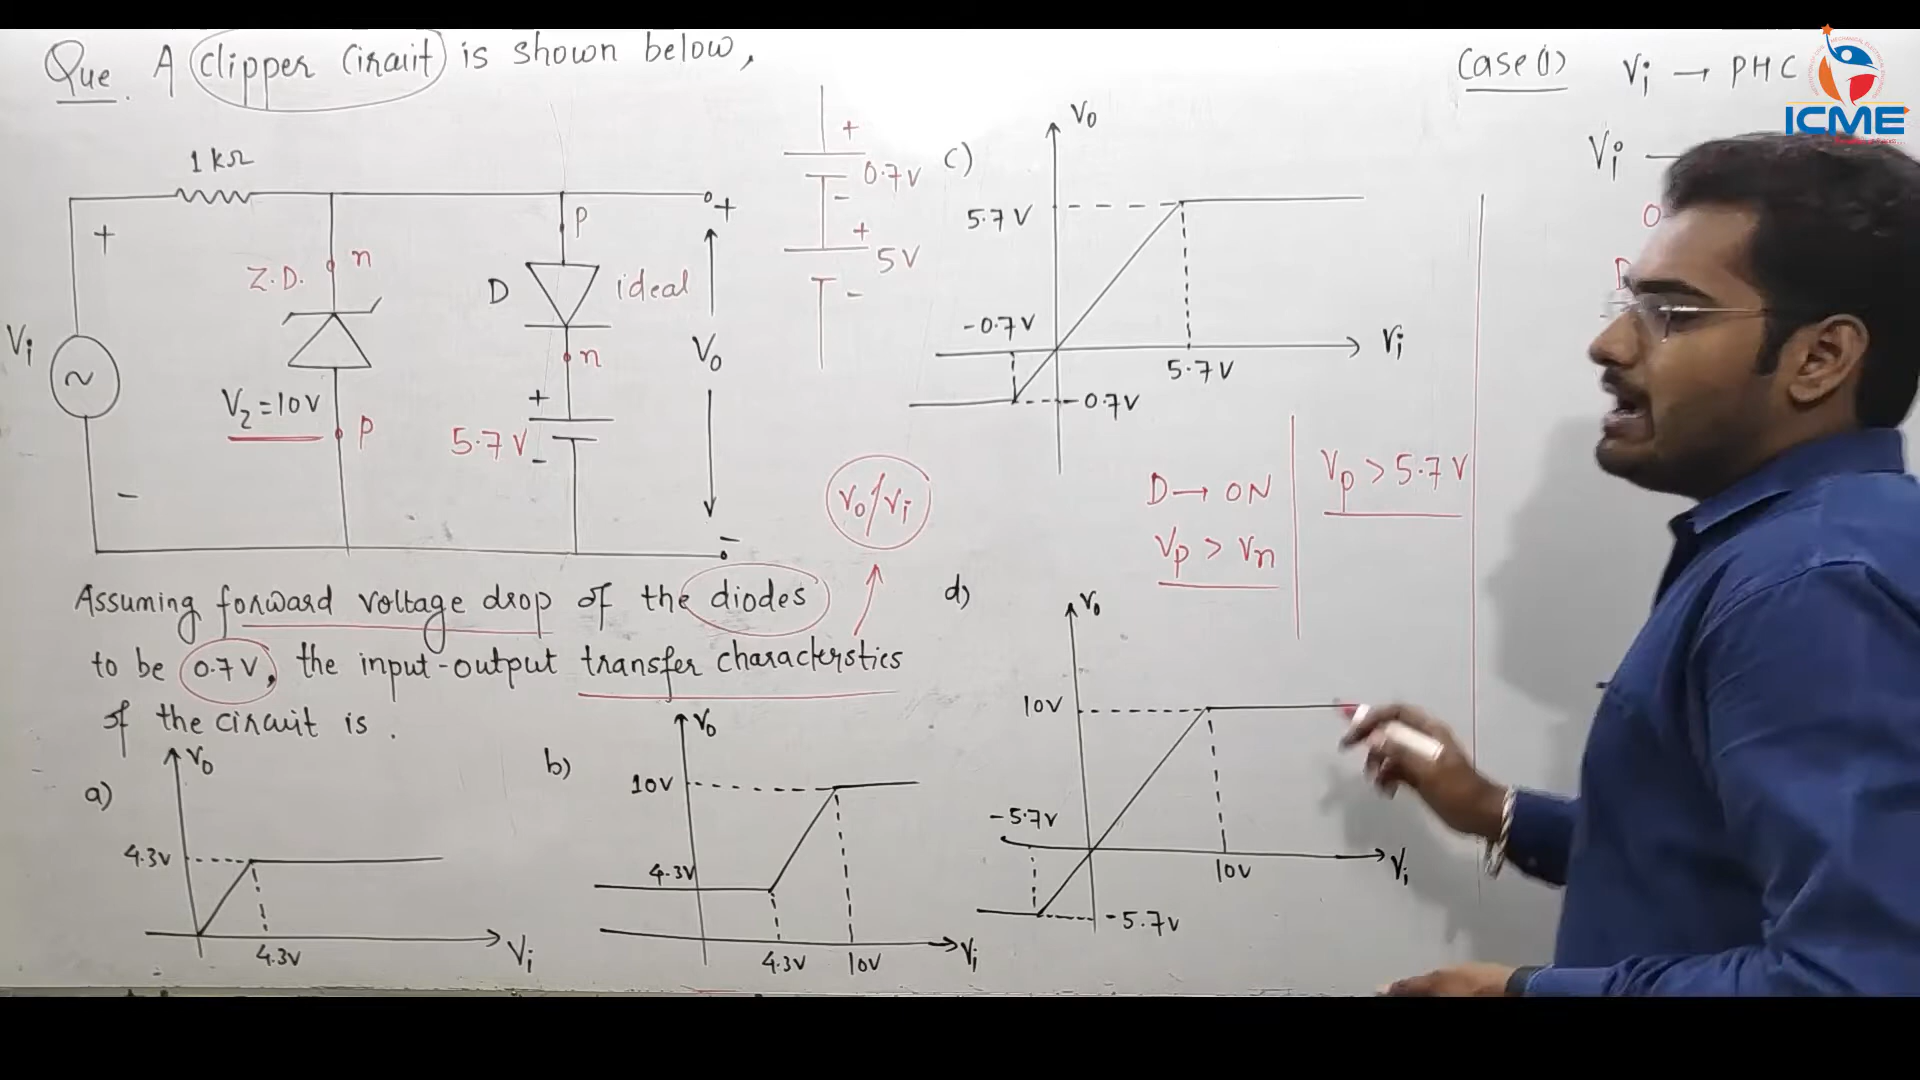 Que. A Clipper Circuit is shown below,
1 kΩ
+
Vi
~
-
Z.D.
n
Vz = 10V
P
P
D
ideal
n
+
5.7 V
-
+
Vo
-
+
0.7V
-
+
5V
-
Vo/Vi
Assuming forward voltage drop of the diodes
to be 0.7V, the input-output transfer characterstics
of the circuit is .
a)
Vo
4.3V
4.3V
Vi
b)
Vo
10V
4.3V
4.3V
10V
Vi
c)
Vo
5.7 V
-0.7V
5.7V
Vi
-0.7V
D → ON
Vp > Vn
Vp > 5.7 V
d)
Vo
10V
-5.7V
10V
Vi
-5.7V
Case (1) Vi → PHC
Vi →
ICME